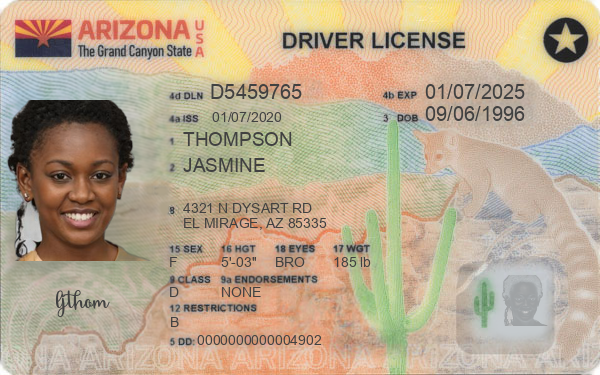 ARIZONA USA
The Grand Canyon State
DRIVER LICENSE
4d DLN D5459765
4b EXP 01/07/2025
4a ISS 01/07/2020
3 DOB 09/06/1996
1 THOMPSON
2 JASMINE
8 4321 N DYSART RD
EL MIRAGE, AZ 85335
15 SEX 16 HGT 18 EYES 17 WGT
F 5'-03" BRO 185 lb
9 CLASS 9a ENDORSEMENTS
D NONE
12 RESTRICTIONS
B
5 DD: 0000000000004902
ARIZONA ARIZONA ARIZONA ARIZONA